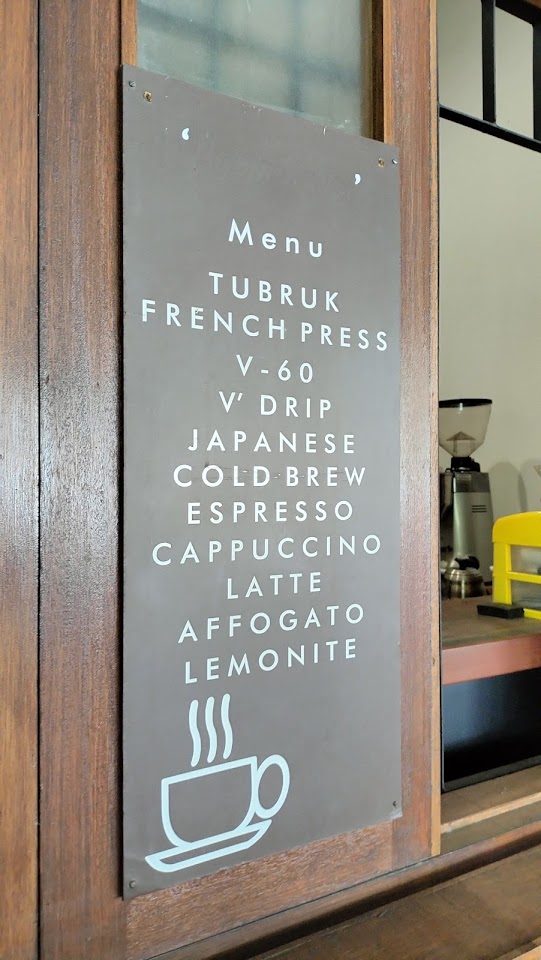 ‘
’
Menu
TUBRUK
FRENCH PRESS
V-60
V' DRIP
JAPANESE
COLD BREW
ESPRESSO
CAPPUCCINO
LATTE
AFFOGATO
LEMONITE